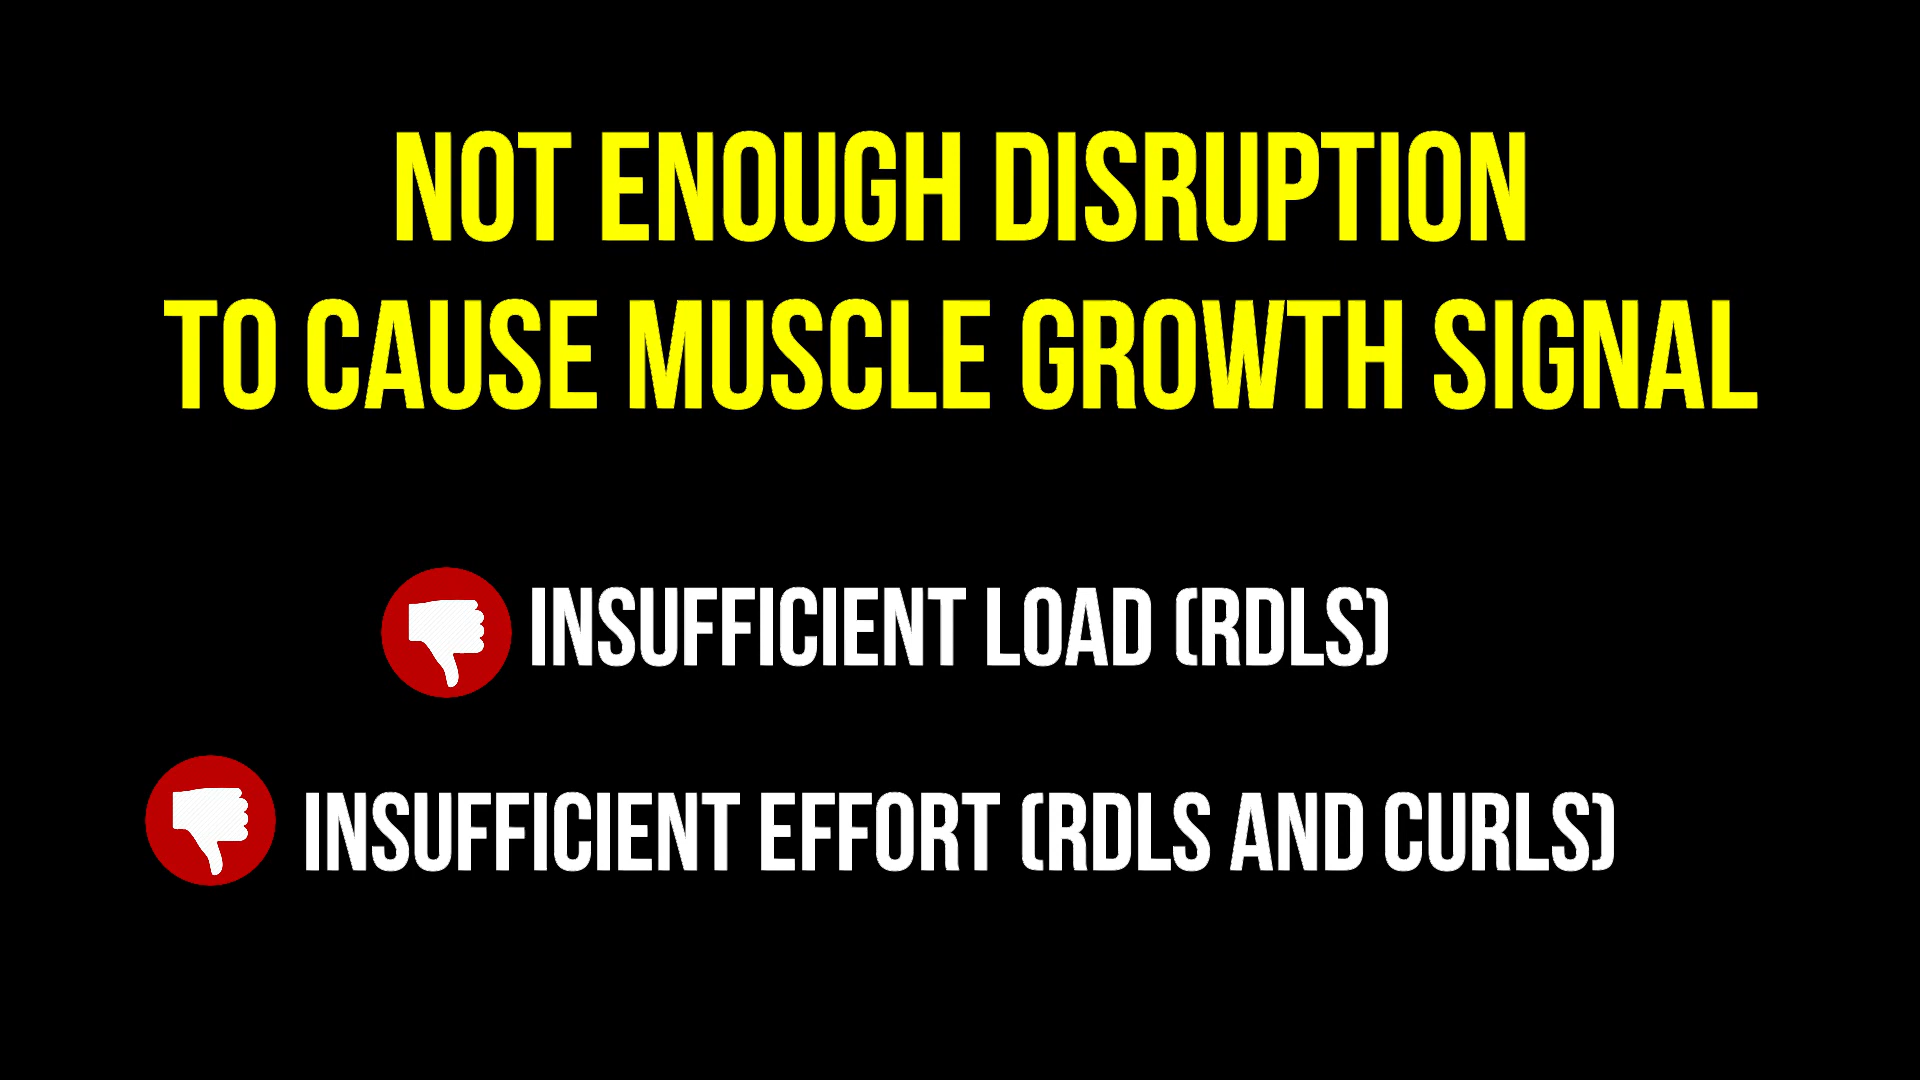 NOT ENOUGH DISRUPTION
TO CAUSE MUSCLE GROWTH SIGNAL
INSUFFICIENT LOAD (RDLS)
INSUFFICIENT EFFORT (RDLS AND CURLS)